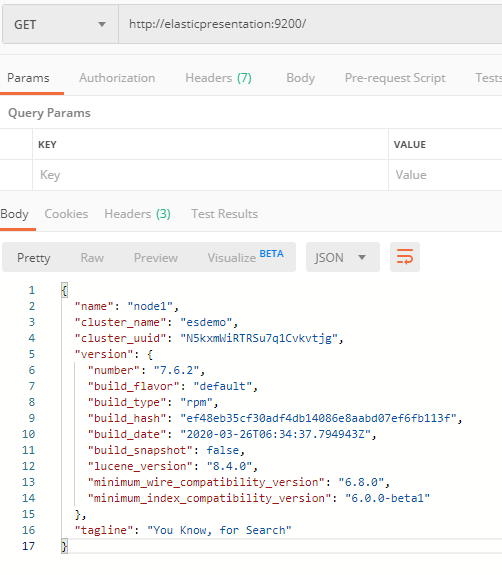 GET http://elasticpresentation:9200/
Params Authorization Headers (7) Body Pre-request Script Tests
Query Params
KEY VALUE
Key Value
Body Cookies Headers (3) Test Results
Pretty Raw Preview Visualize BETA JSON
1 {
2 "name": "node1",
3 "cluster_name": "esdemo",
4 "cluster_uuid": "N5kxmWiRTRSu7q1Cvkvtjg",
5 "version": {
6 "number": "7.6.2",
7 "build_flavor": "default",
8 "build_type": "rpm",
9 "build_hash": "ef48eb35cf30adf4db14086e8aabd07ef6fb113f",
10 "build_date": "2020-03-26T06:34:37.794943Z",
11 "build_snapshot": false,
12 "lucene_version": "8.4.0",
13 "minimum_wire_compatibility_version": "6.8.0",
14 "minimum_index_compatibility_version": "6.0.0-beta1"
15 },
16 "tagline": "You Know, for Search"
17 }